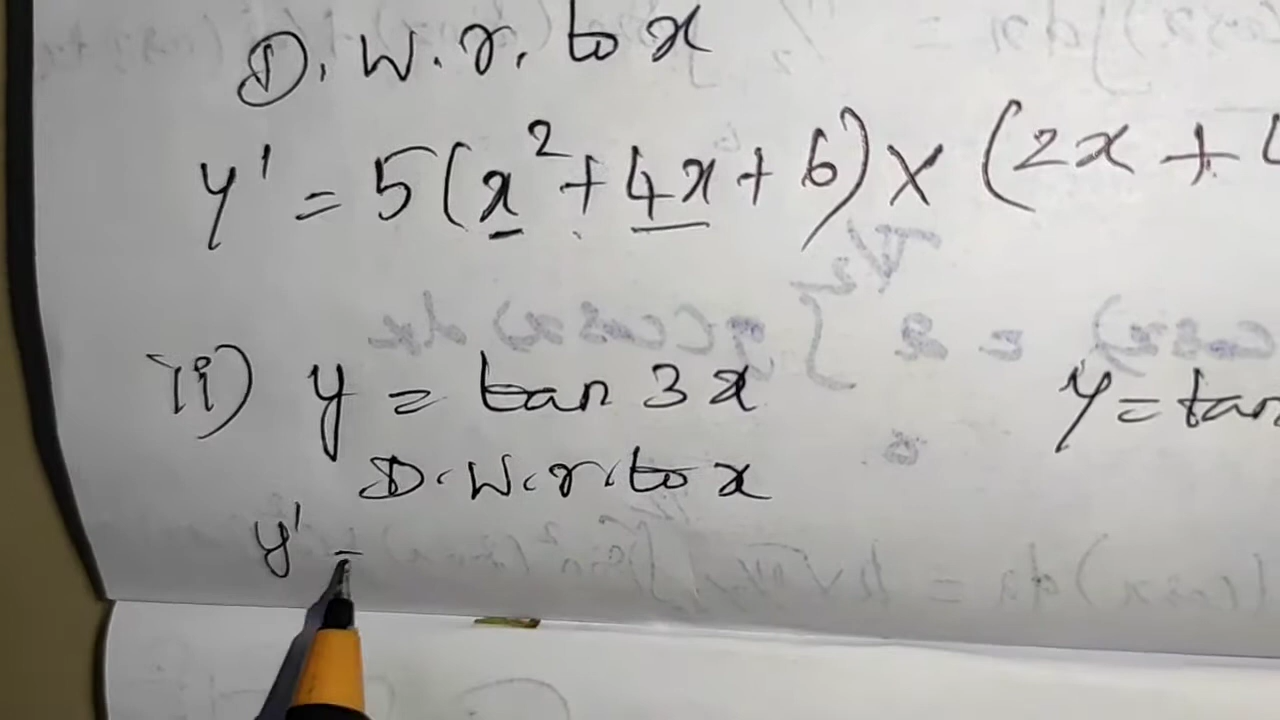 D. W. r. to x
y' = 5(x² + 4x + 6) × (2x +
ii) y = tan 3x y = tan
D. W. r. to x
y' =